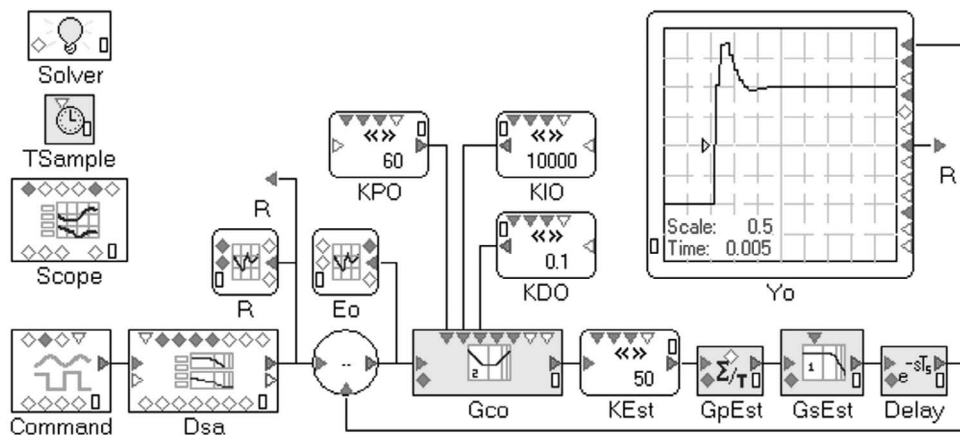 Solver
TSample
Scope
R
R
Eo
«»
60
KPO
«»
10000
KIO
«»
0.1
KDO
Scale: 0.5
Time: 0.005
Yo
R
Command
Dsa
--
2
Gco
«»
50
KEst
Σ/T
GpEst
1
GsEst
e-sTs
Delay